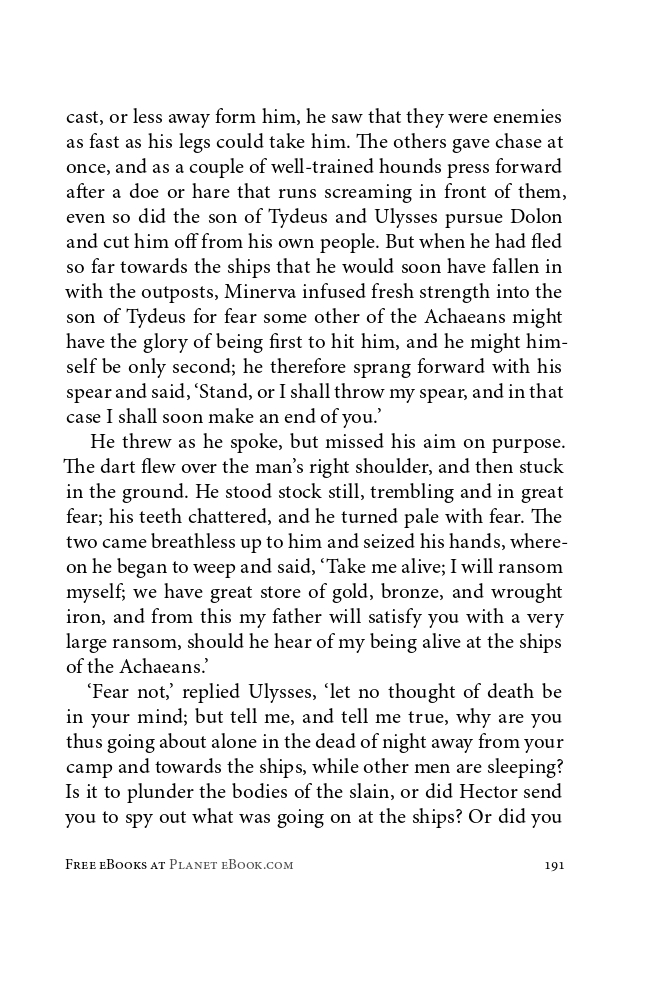 cast, or less away form him, he saw that they were enemies
as fast as his legs could take him. The others gave chase at
once, and as a couple of well-trained hounds press forward
after a doe or hare that runs screaming in front of them,
even so did the son of Tydeus and Ulysses pursue Dolon
and cut him off from his own people. But when he had fled
so far towards the ships that he would soon have fallen in
with the outposts, Minerva infused fresh strength into the
son of Tydeus for fear some other of the Achaeans might
have the glory of being first to hit him, and he might him-
self be only second; he therefore sprang forward with his
spear and said, ‘Stand, or I shall throw my spear, and in that
case I shall soon make an end of you.’
He threw as he spoke, but missed his aim on purpose.
The dart flew over the man’s right shoulder, and then stuck
in the ground. He stood stock still, trembling and in great
fear; his teeth chattered, and he turned pale with fear. The
two came breathless up to him and seized his hands, where-
on he began to weep and said, ‘Take me alive; I will ransom
myself; we have great store of gold, bronze, and wrought
iron, and from this my father will satisfy you with a very
large ransom, should he hear of my being alive at the ships
of the Achaeans.’
‘Fear not,’ replied Ulysses, ‘let no thought of death be
in your mind; but tell me, and tell me true, why are you
thus going about alone in the dead of night away from your
camp and towards the ships, while other men are sleeping?
Is it to plunder the bodies of the slain, or did Hector send
you to spy out what was going on at the ships? Or did you
Free eBooks at Planet eBook.com 191